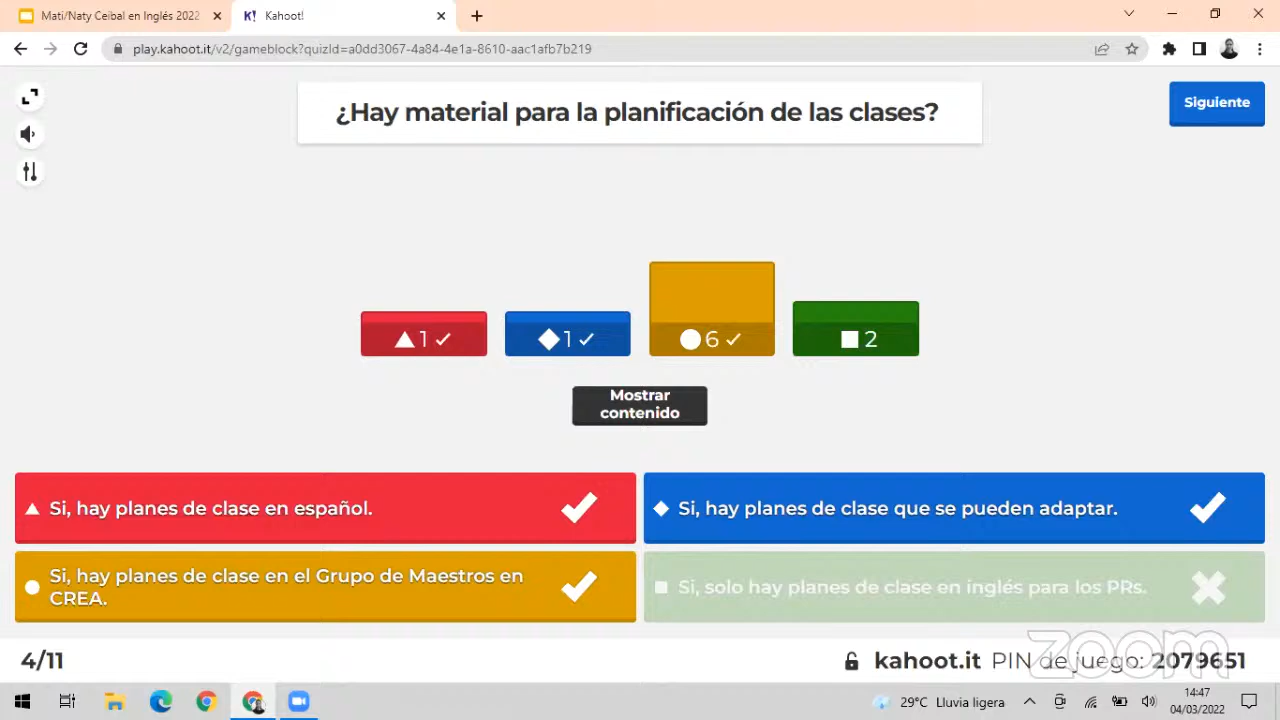 Mati/Naty Ceibal en Inglés 2022
K! Kahoot!
play.kahoot.it/v2/gameblock?quizId=a0dd3067-4a84-4e1a-8610-aac1afb7b219
¿Hay material para la planificación de las clases?
Siguiente
1
1
6
2
Mostrar
contenido
Si, hay planes de clase en español.
Si, hay planes de clase que se pueden adaptar.
Si, hay planes de clase en el Grupo de Maestros en
CREA.
Si, solo hay planes de clase en inglés para los PRs.
4/11
kahoot.it PIN de juego: 2079651
zoom
29°C Lluvia ligera
14:47
04/03/2022